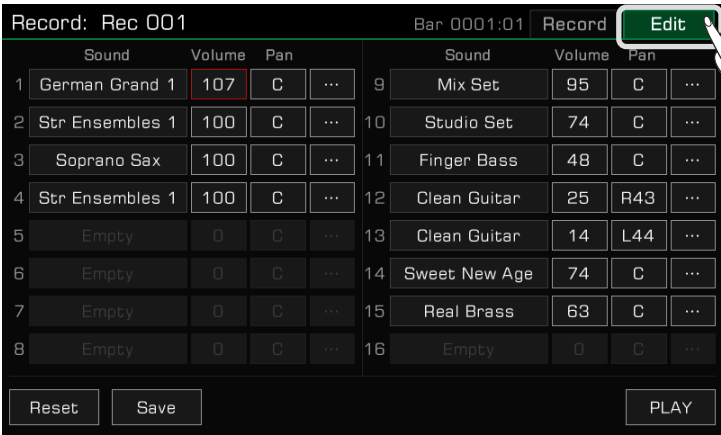 Record: Rec 001 Bar 0001:01 Record Edit
Sound Volume Pan Sound Volume Pan
1 German Grand 1 107 C ... 9 Mix Set 95 C ...
2 Str Ensembles 1 100 C ... 10 Studio Set 74 C ...
3 Soprano Sax 100 C ... 11 Finger Bass 48 C ...
4 Str Ensembles 1 100 C ... 12 Clean Guitar 25 R43 ...
5 Empty 0 C ... 13 Clean Guitar 14 L44 ...
6 Empty 0 C ... 14 Sweet New Age 74 C ...
7 Empty 0 C ... 15 Real Brass 63 C ...
8 Empty 0 C ... 16 Empty 0 C ...
Reset Save PLAY